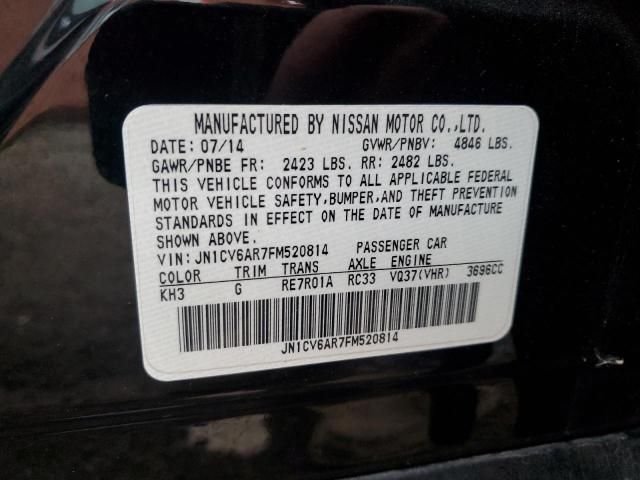 MANUFACTURED BY NISSAN MOTOR CO.,LTD.
DATE: 07/14 GVWR/PNBV: 4846 LBS.
GAWR/PNBE FR: 2423 LBS. RR: 2482 LBS.
THIS VEHICLE CONFORMS TO ALL APPLICABLE FEDERAL
MOTOR VEHICLE SAFETY,BUMPER,AND THEFT PREVENTION
STANDARDS IN EFFECT ON THE DATE OF MANUFACTURE
SHOWN ABOVE.
VIN: JN1CV6AR7FM520814 PASSENGER CAR
COLOR TRIM TRANS AXLE ENGINE
KH3 G RE7R01A RC33 VQ37(VHR) 3696CC
JN1CV6AR7FM520814